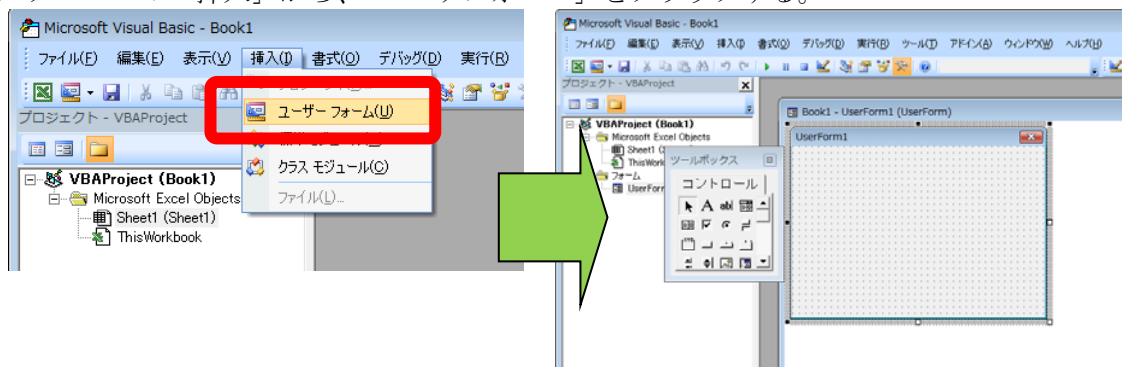 Microsoft Visual Basic - Book1
ファイル(F) 編集(E) 表示(V) 挿入(I) 書式(O) デバッグ(D) 実行(R)
プロジェクト - VBAProject
ユーザー フォーム(U)
クラス モジュール(C)
ファイル(L)...
VBAProject (Book1)
Microsoft Excel Objects
Sheet1 (Sheet1)
ThisWorkbook
Microsoft Visual Basic - Book1
ファイル(F) 編集(E) 表示(V) 挿入(I) 書式(O) デバッグ(D) 実行(R) ツール(T) アドイン(A) ウィンドウ(W) ヘルプ(H)
プロジェクト - VBAProject
VBAProject (Book1)
Microsoft Excel Objects
Sheet1
ThisWork
フォーム
UserForm
ツールボックス
コントロール
Book1 - UserForm1 (UserForm)
UserForm1